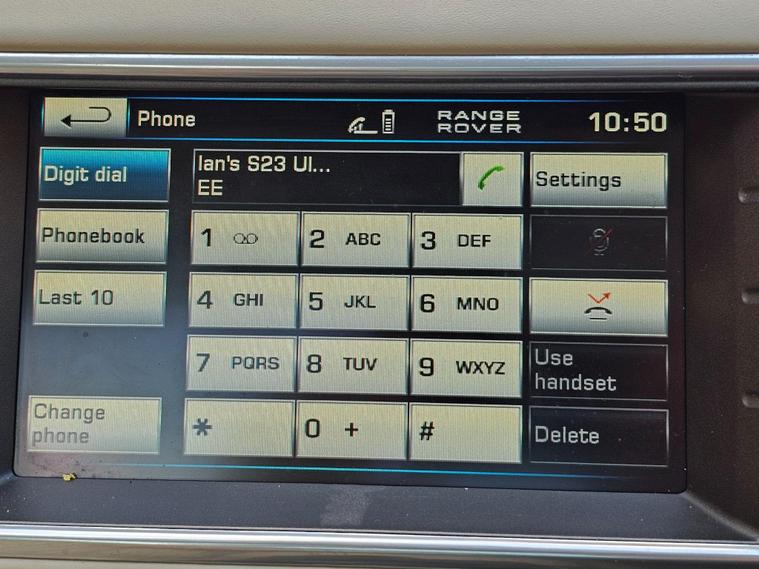 Phone
RANGE
ROVER
10:50
Digit dial
Ian's S23 Ul...
EE
Settings
Phonebook
1
2 ABC
3 DEF
Last 10
4 GHI
5 JKL
6 MNO
7 PQRS
8 TUV
9 WXYZ
Use
handset
Change
phone
*
0 +
#
Delete